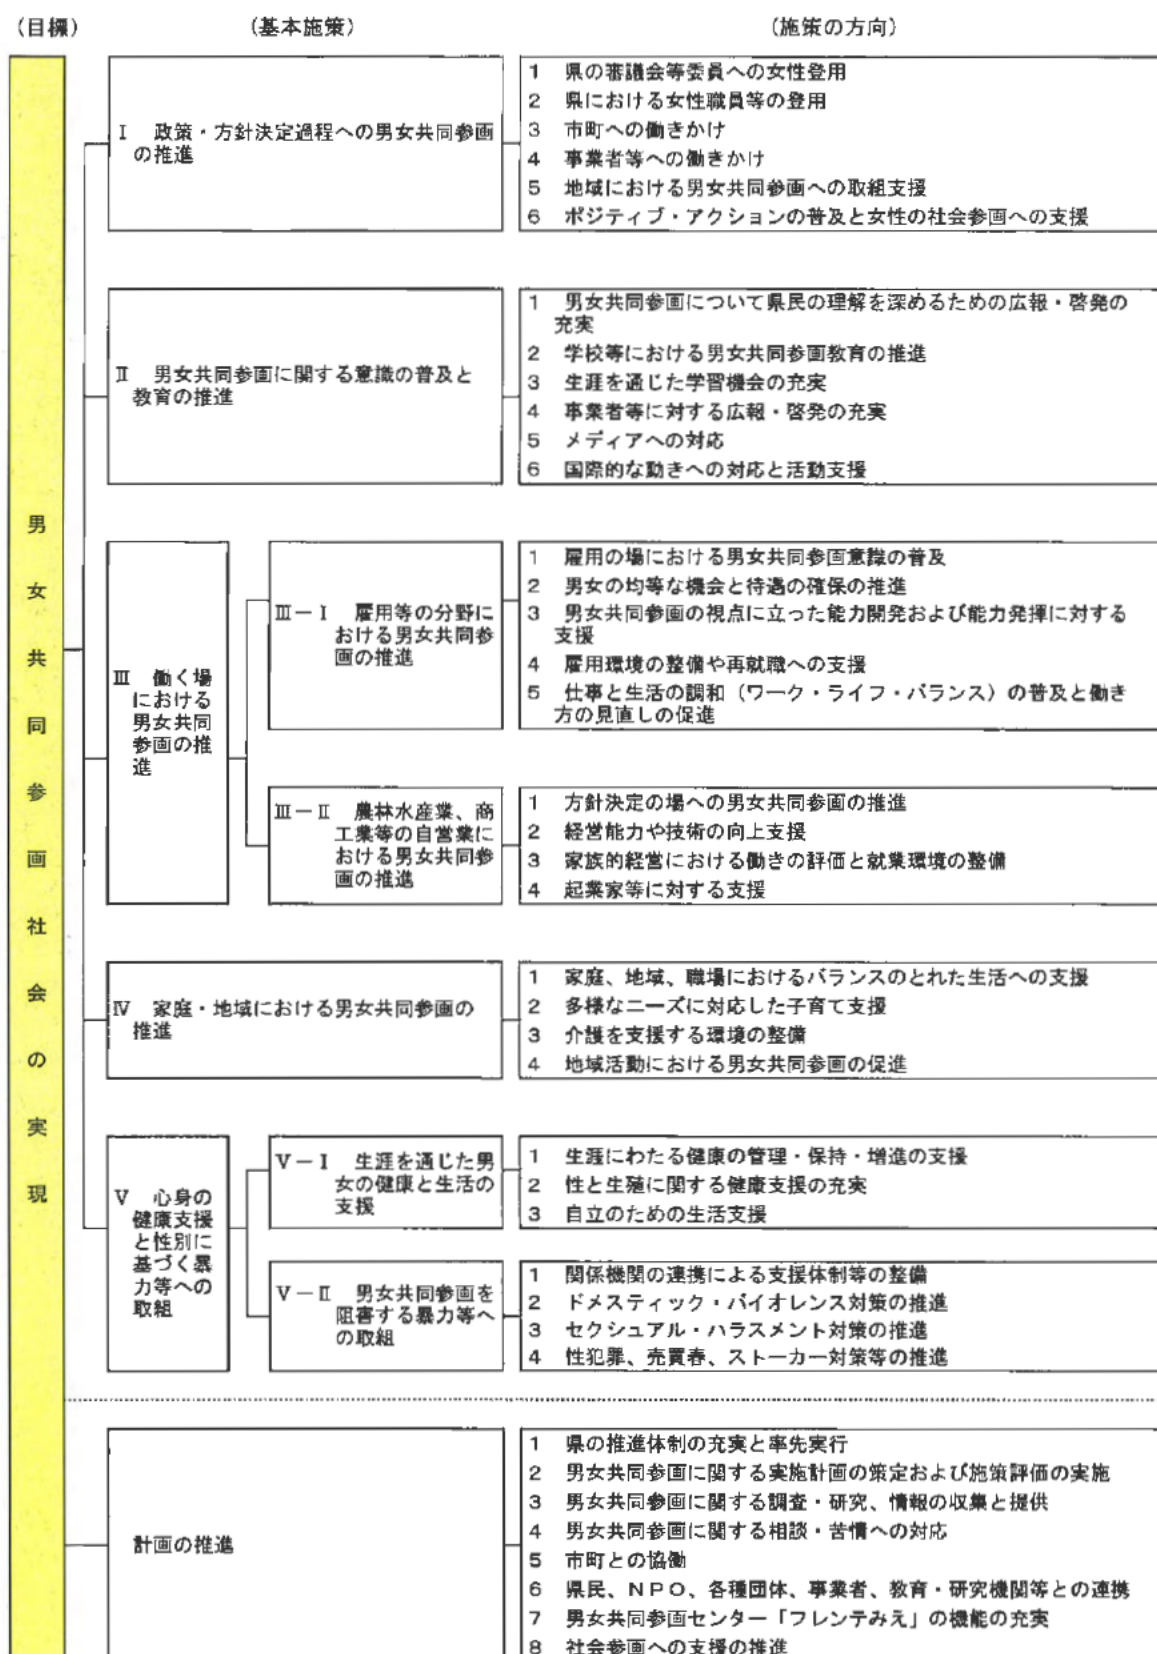 (目標)
(基本施策)
(施策の方向)
男女共同参画社会の実現
Ⅰ 政策・方針決定過程への男女共同参画
の推進
1 県の審議会等委員への女性登用
2 県における女性職員等の登用
3 市町への働きかけ
4 事業者等への働きかけ
5 地域における男女共同参画への取組支援
6 ポジティブ・アクションの普及と女性の社会参画への支援
Ⅱ 男女共同参画に関する意識の普及と
教育の推進
1 男女共同参画について県民の理解を深めるための広報・啓発の
充実
2 学校等における男女共同参画教育の推進
3 生涯を通じた学習機会の充実
4 事業者等に対する広報・啓発の充実
5 メディアへの対応
6 国際的な動きへの対応と活動支援
Ⅲ 働く場
における
男女共同
参画の推
進
Ⅲ-Ⅰ 雇用等の分野に
おける男女共同参
画の推進
1 雇用の場における男女共同参画意識の普及
2 男女の均等な機会と待遇の確保の推進
3 男女共同参画の視点に立った能力開発および能力発揮に対する
支援
4 雇用環境の整備や再就職への支援
5 仕事と生活の調和(ワーク・ライフ・バランス)の普及と働き
方の見直しの促進
Ⅲ-Ⅱ 農林水産業、商
工業等の自営業に
おける男女共同参
画の推進
1 方針決定の場への男女共同参画の推進
2 経営能力や技術の向上支援
3 家族的経営における働きの評価と就業環境の整備
4 起業家等に対する支援
Ⅳ 家庭・地域における男女共同参画の
推進
1 家庭、地域、職場におけるバランスのとれた生活への支援
2 多様なニーズに対応した子育て支援
3 介護を支援する環境の整備
4 地域活動における男女共同参画の促進
Ⅴ 心身の
健康支援
と性別に
基づく暴
力等への
取組
Ⅴ-Ⅰ 生涯を通じた男
女の健康と生活の
支援
1 生涯にわたる健康の管理・保持・増進の支援
2 性と生殖に関する健康支援の充実
3 自立のための生活支援
Ⅴ-Ⅱ 男女共同参画を
阻害する暴力等へ
の取組
1 関係機関の連携による支援体制等の整備
2 ドメスティック・バイオレンス対策の推進
3 セクシュアル・ハラスメント対策の推進
4 性犯罪、売買春、ストーカー対策等の推進
計画の推進
1 県の推進体制の充実と率先実行
2 男女共同参画に関する実施計画の策定および施策評価の実施
3 男女共同参画に関する調査・研究、情報の収集と提供
4 男女共同参画に関する相談・苦情への対応
5 市町との協働
6 県民、NPO、各種団体、事業者、教育・研究機関等との連携
7 男女共同参画センター「フレンテみえ」の機能の充実
8 社会参画への支援の推進